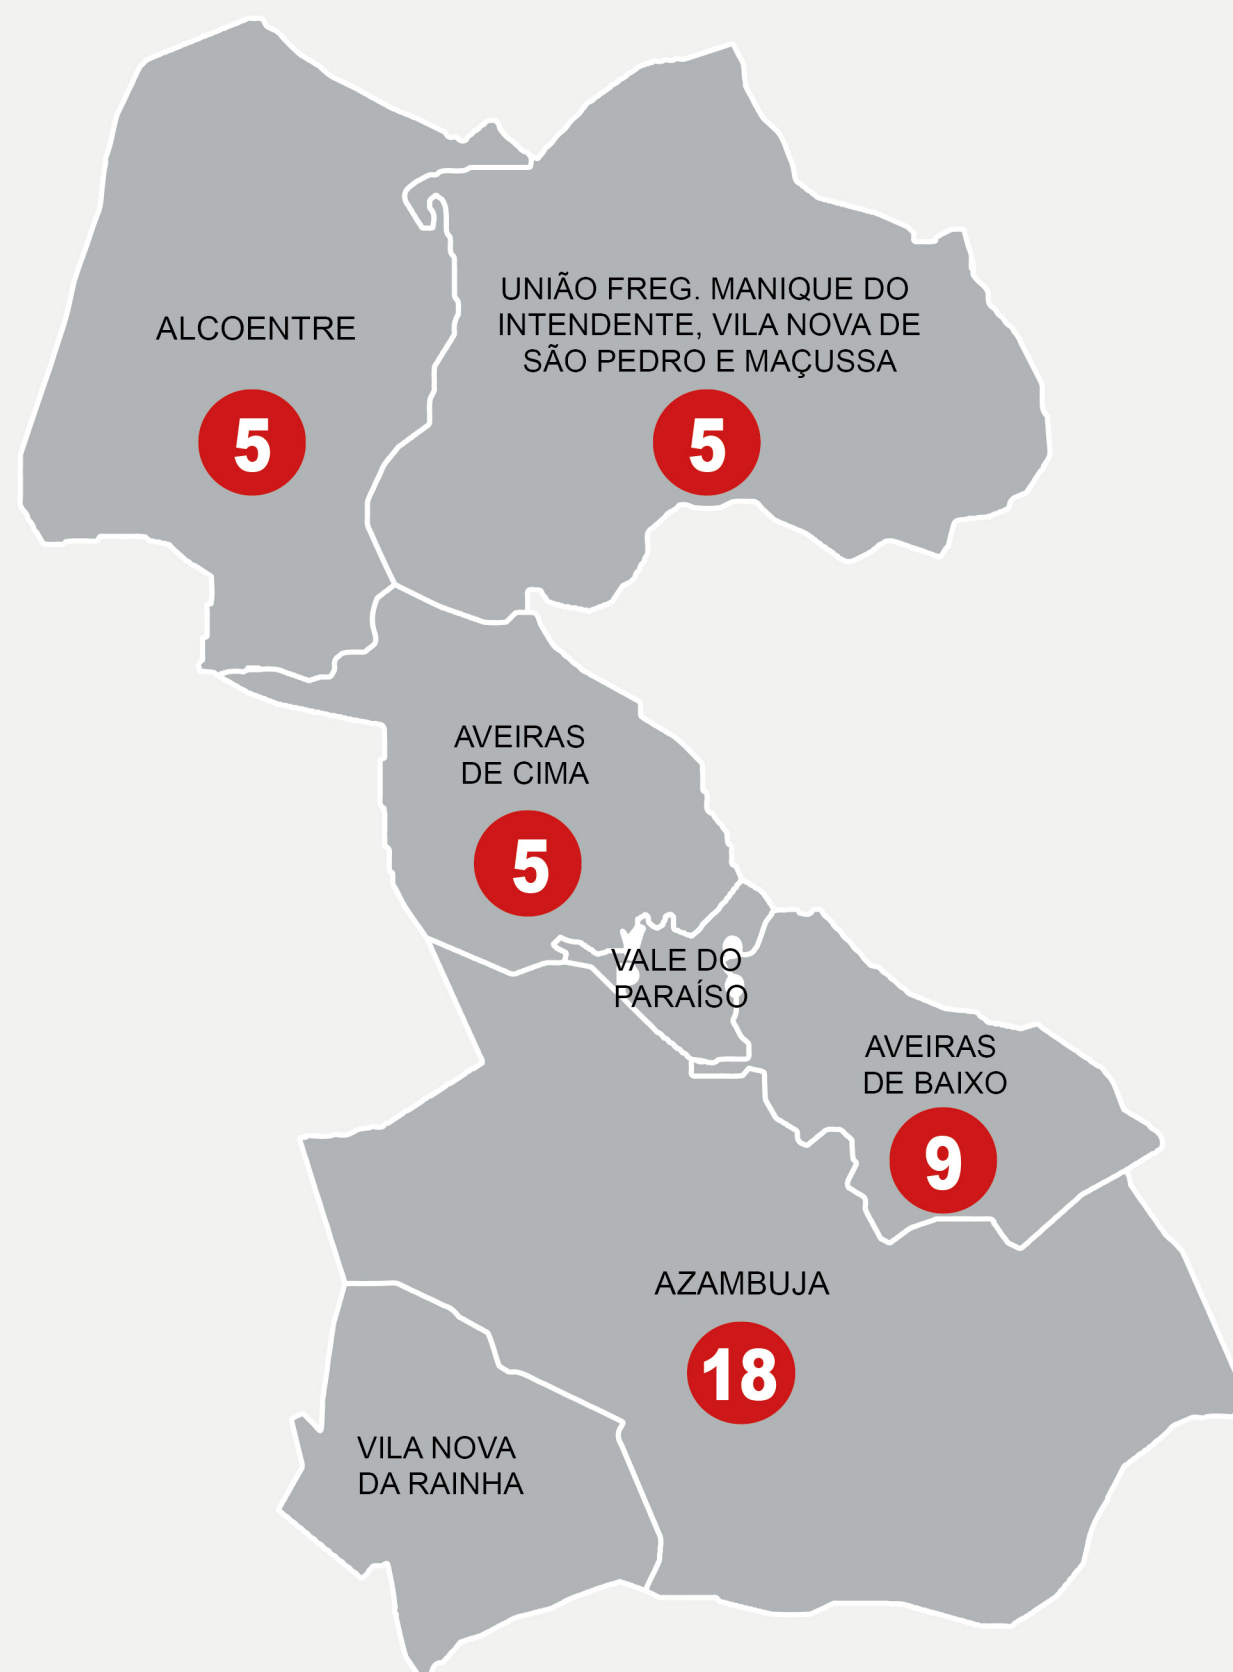 ALCOENTRE
5
UNIÃO FREG. MANIQUE DO
INTENDENTE, VILA NOVA DE
SÃO PEDRO E MAÇUSSA
5
AVEIRAS
DE CIMA
5
VALE DO
PARAÍSO
AVEIRAS
DE BAIXO
9
AZAMBUJA
18
VILA NOVA
DA RAINHA